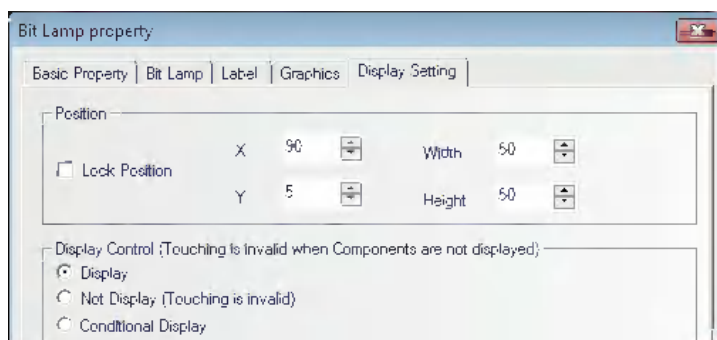 Bit Lamp property
Basic Property Bit Lamp Label Graphics Display Setting
Position
X 90 Width 50
Lock Position
Y 5 Height 50
Display Control (Touching is invalid when Components are not displayed)
Display
Not Display (Touching is invalid)
Conditional Display